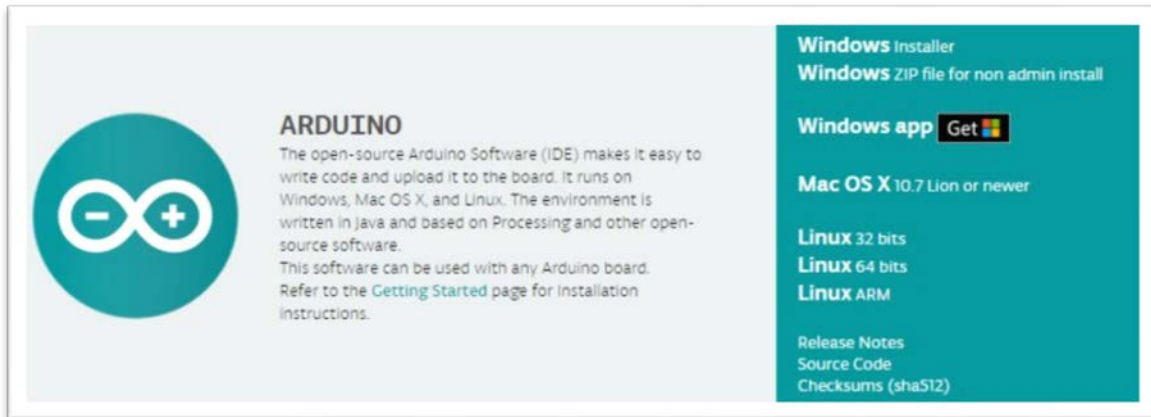 ARDUINO
The open-source Arduino Software (IDE) makes it easy to
write code and upload it to the board. It runs on
Windows, Mac OS X, and Linux. The environment is
written in Java and based on Processing and other open-
source software.
This software can be used with any Arduino board.
Refer to the Getting Started page for Installation
instructions.
Windows Installer
Windows ZIP file for non admin install
Windows app Get
Mac OS X 10.7 Lion or newer
Linux 32 bits
Linux 64 bits
Linux ARM
Release Notes
Source Code
Checksums (sha512)